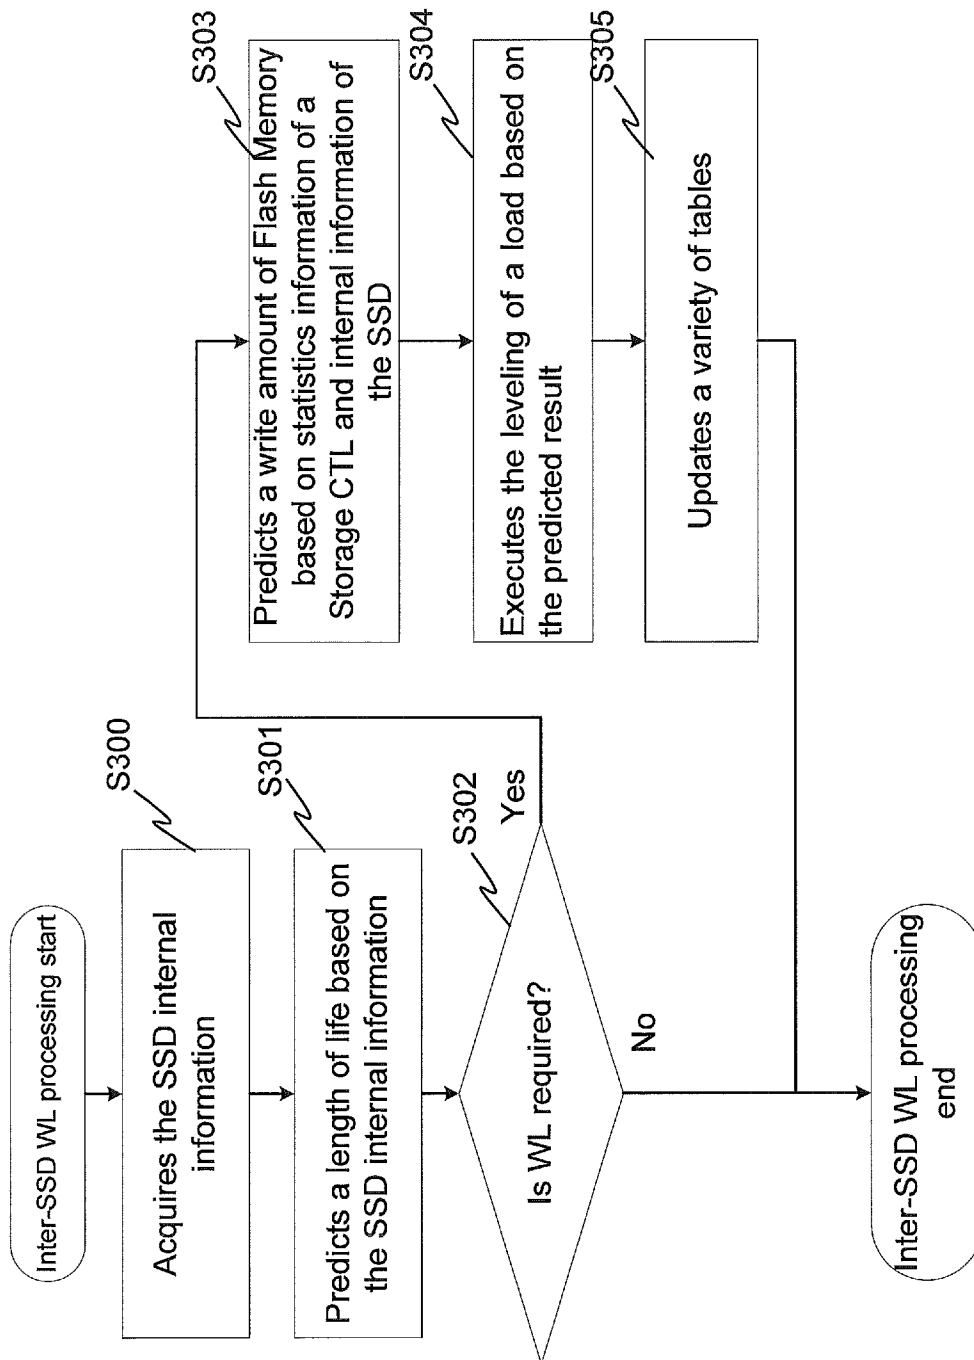 Inter-SSD WL processing start
S300
Acquires the SSD internal
information
S301
Predicts a length of life based on
the SSD internal information
S302
Is WL required?
Yes
No
S303
Predicts a write amount of Flash Memory
based on statistics information of a
Storage CTL and internal information of
the SSD
S304
Executes the leveling of a load based on
the predicted result
S305
Updates a variety of tables
Inter-SSD WL processing
end